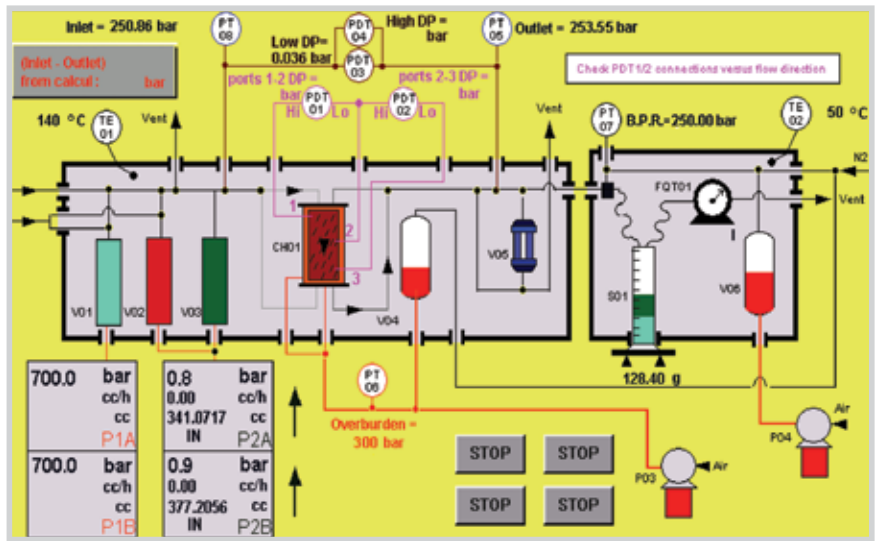 Inlet = 250.86 bar
PT 08
Low DP= 0.036 bar
PDT 04
PDT 03
High DP = bar
PT 05
Outlet = 253.55 bar
(Inlet - Outlet)
from calcul : bar
Check PDT1/2 connections versus flow direction
ports 1-2 DP = bar
ports 2-3 DP = bar
PDT 01
PDT 02
Hi
Lo
Hi
Lo
140 °C
TE 01
Vent
Vent
PT 07
B.P.R.=250.00 bar
TE 02
50 °C
N2
FQT01
Vent
1
2
3
CH01
V05
V01
V02
V03
V04
S01
V06
128.40 g
700.0 bar
cc/h
cc
P1A
0.8 bar
0.00 cc/h
341.0717 cc
IN P2A
700.0 bar
cc/h
cc
P1B
0.9 bar
0.00 cc/h
377.2056 cc
IN P2B
PT 06
Overburden =
300 bar
STOP
STOP
STOP
STOP
P03
Air
P04
Air